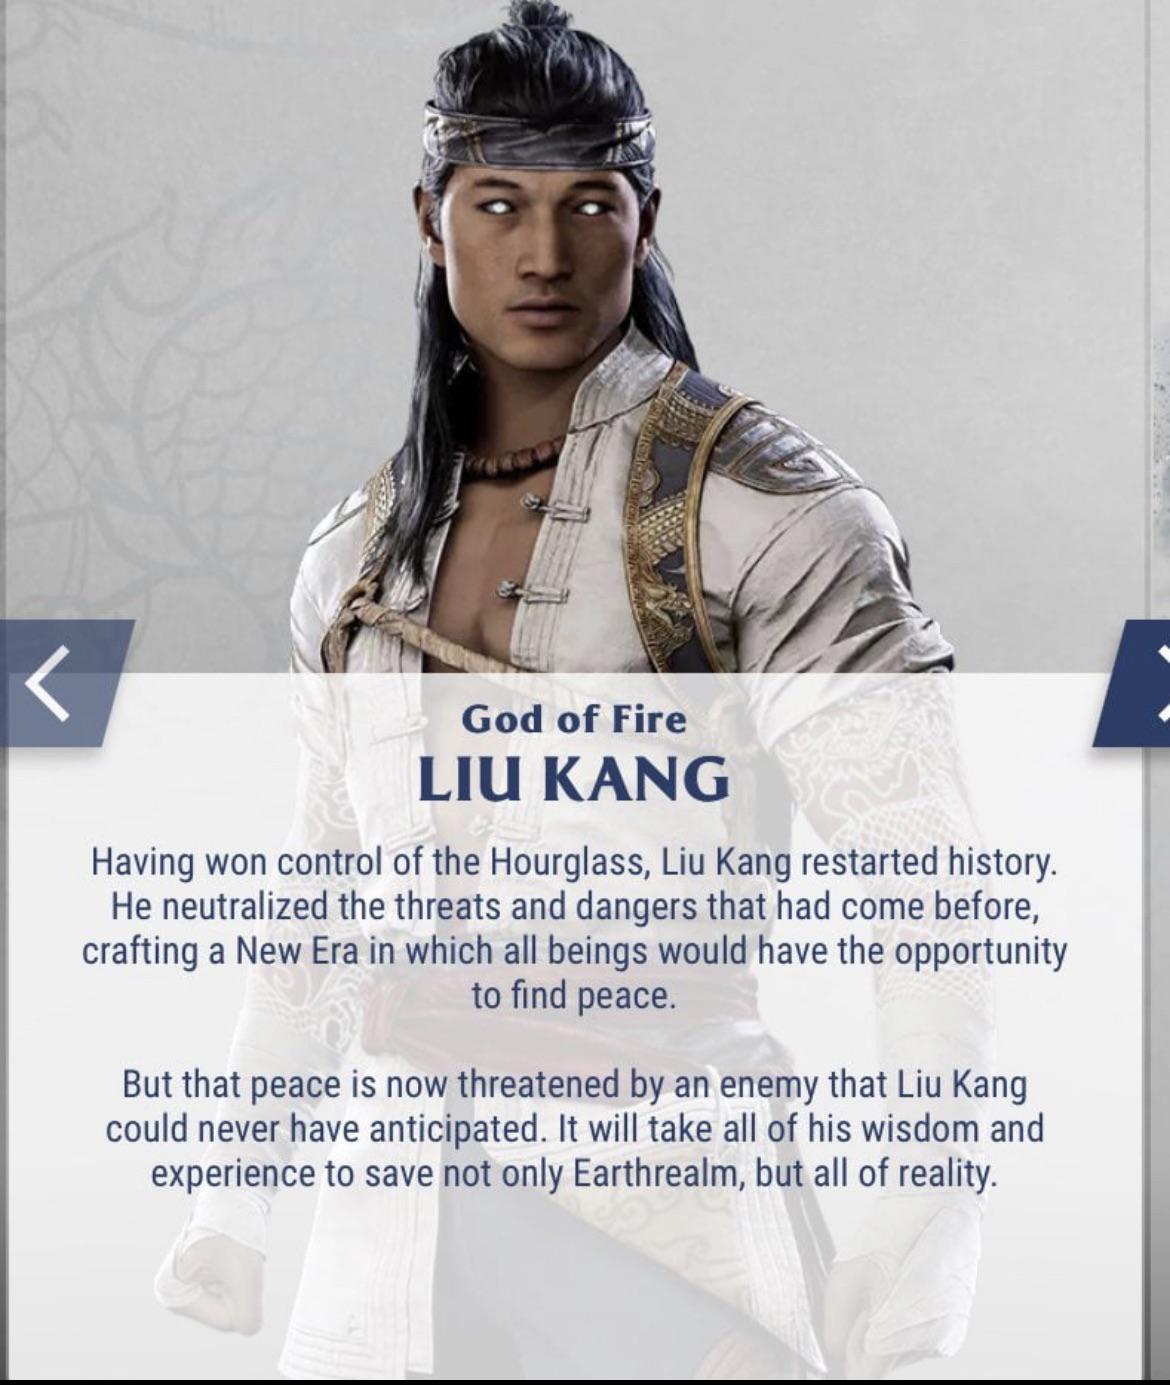 God of Fire
LIU KANG
Having won control of the Hourglass, Liu Kang restarted history.
He neutralized the threats and dangers that had come before,
crafting a New Era in which all beings would have the opportunity
to find peace.
But that peace is now threatened by an enemy that Liu Kang
could never have anticipated. It will take all of his wisdom and
experience to save not only Earthrealm, but all of reality.